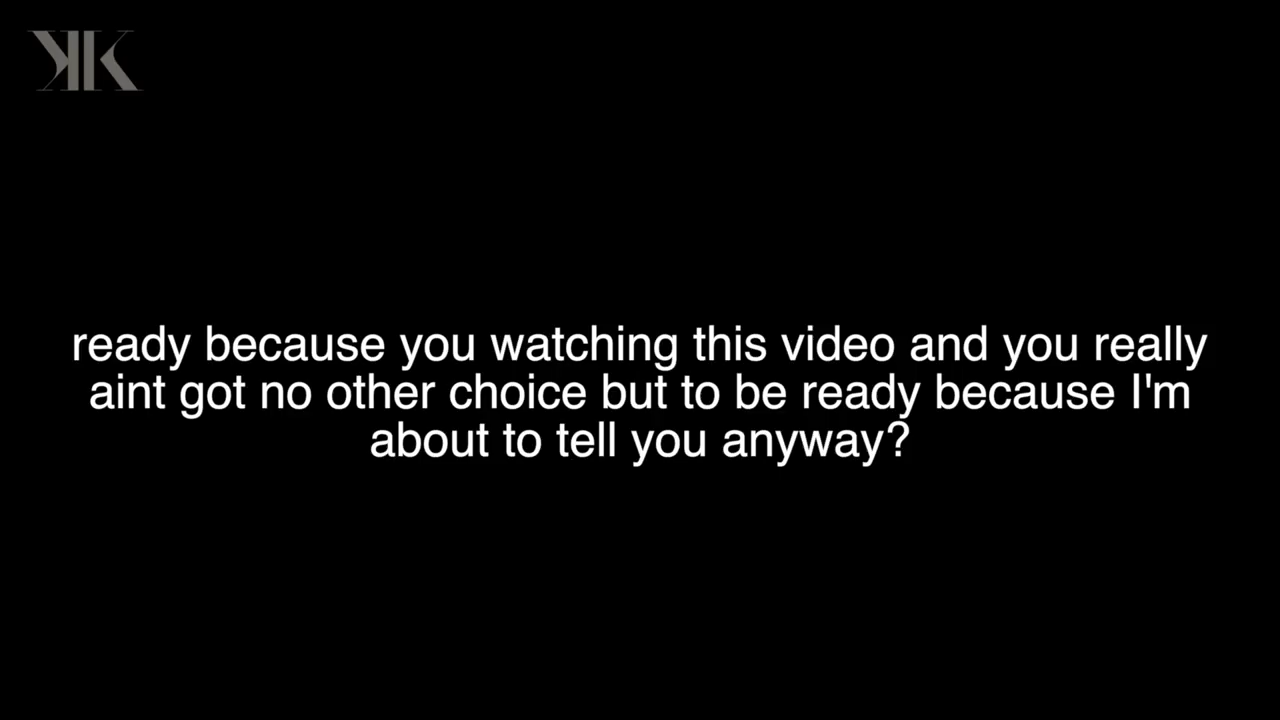 KK
ready because you watching this video and you really
aint got no other choice but to be ready because I'm
about to tell you anyway?